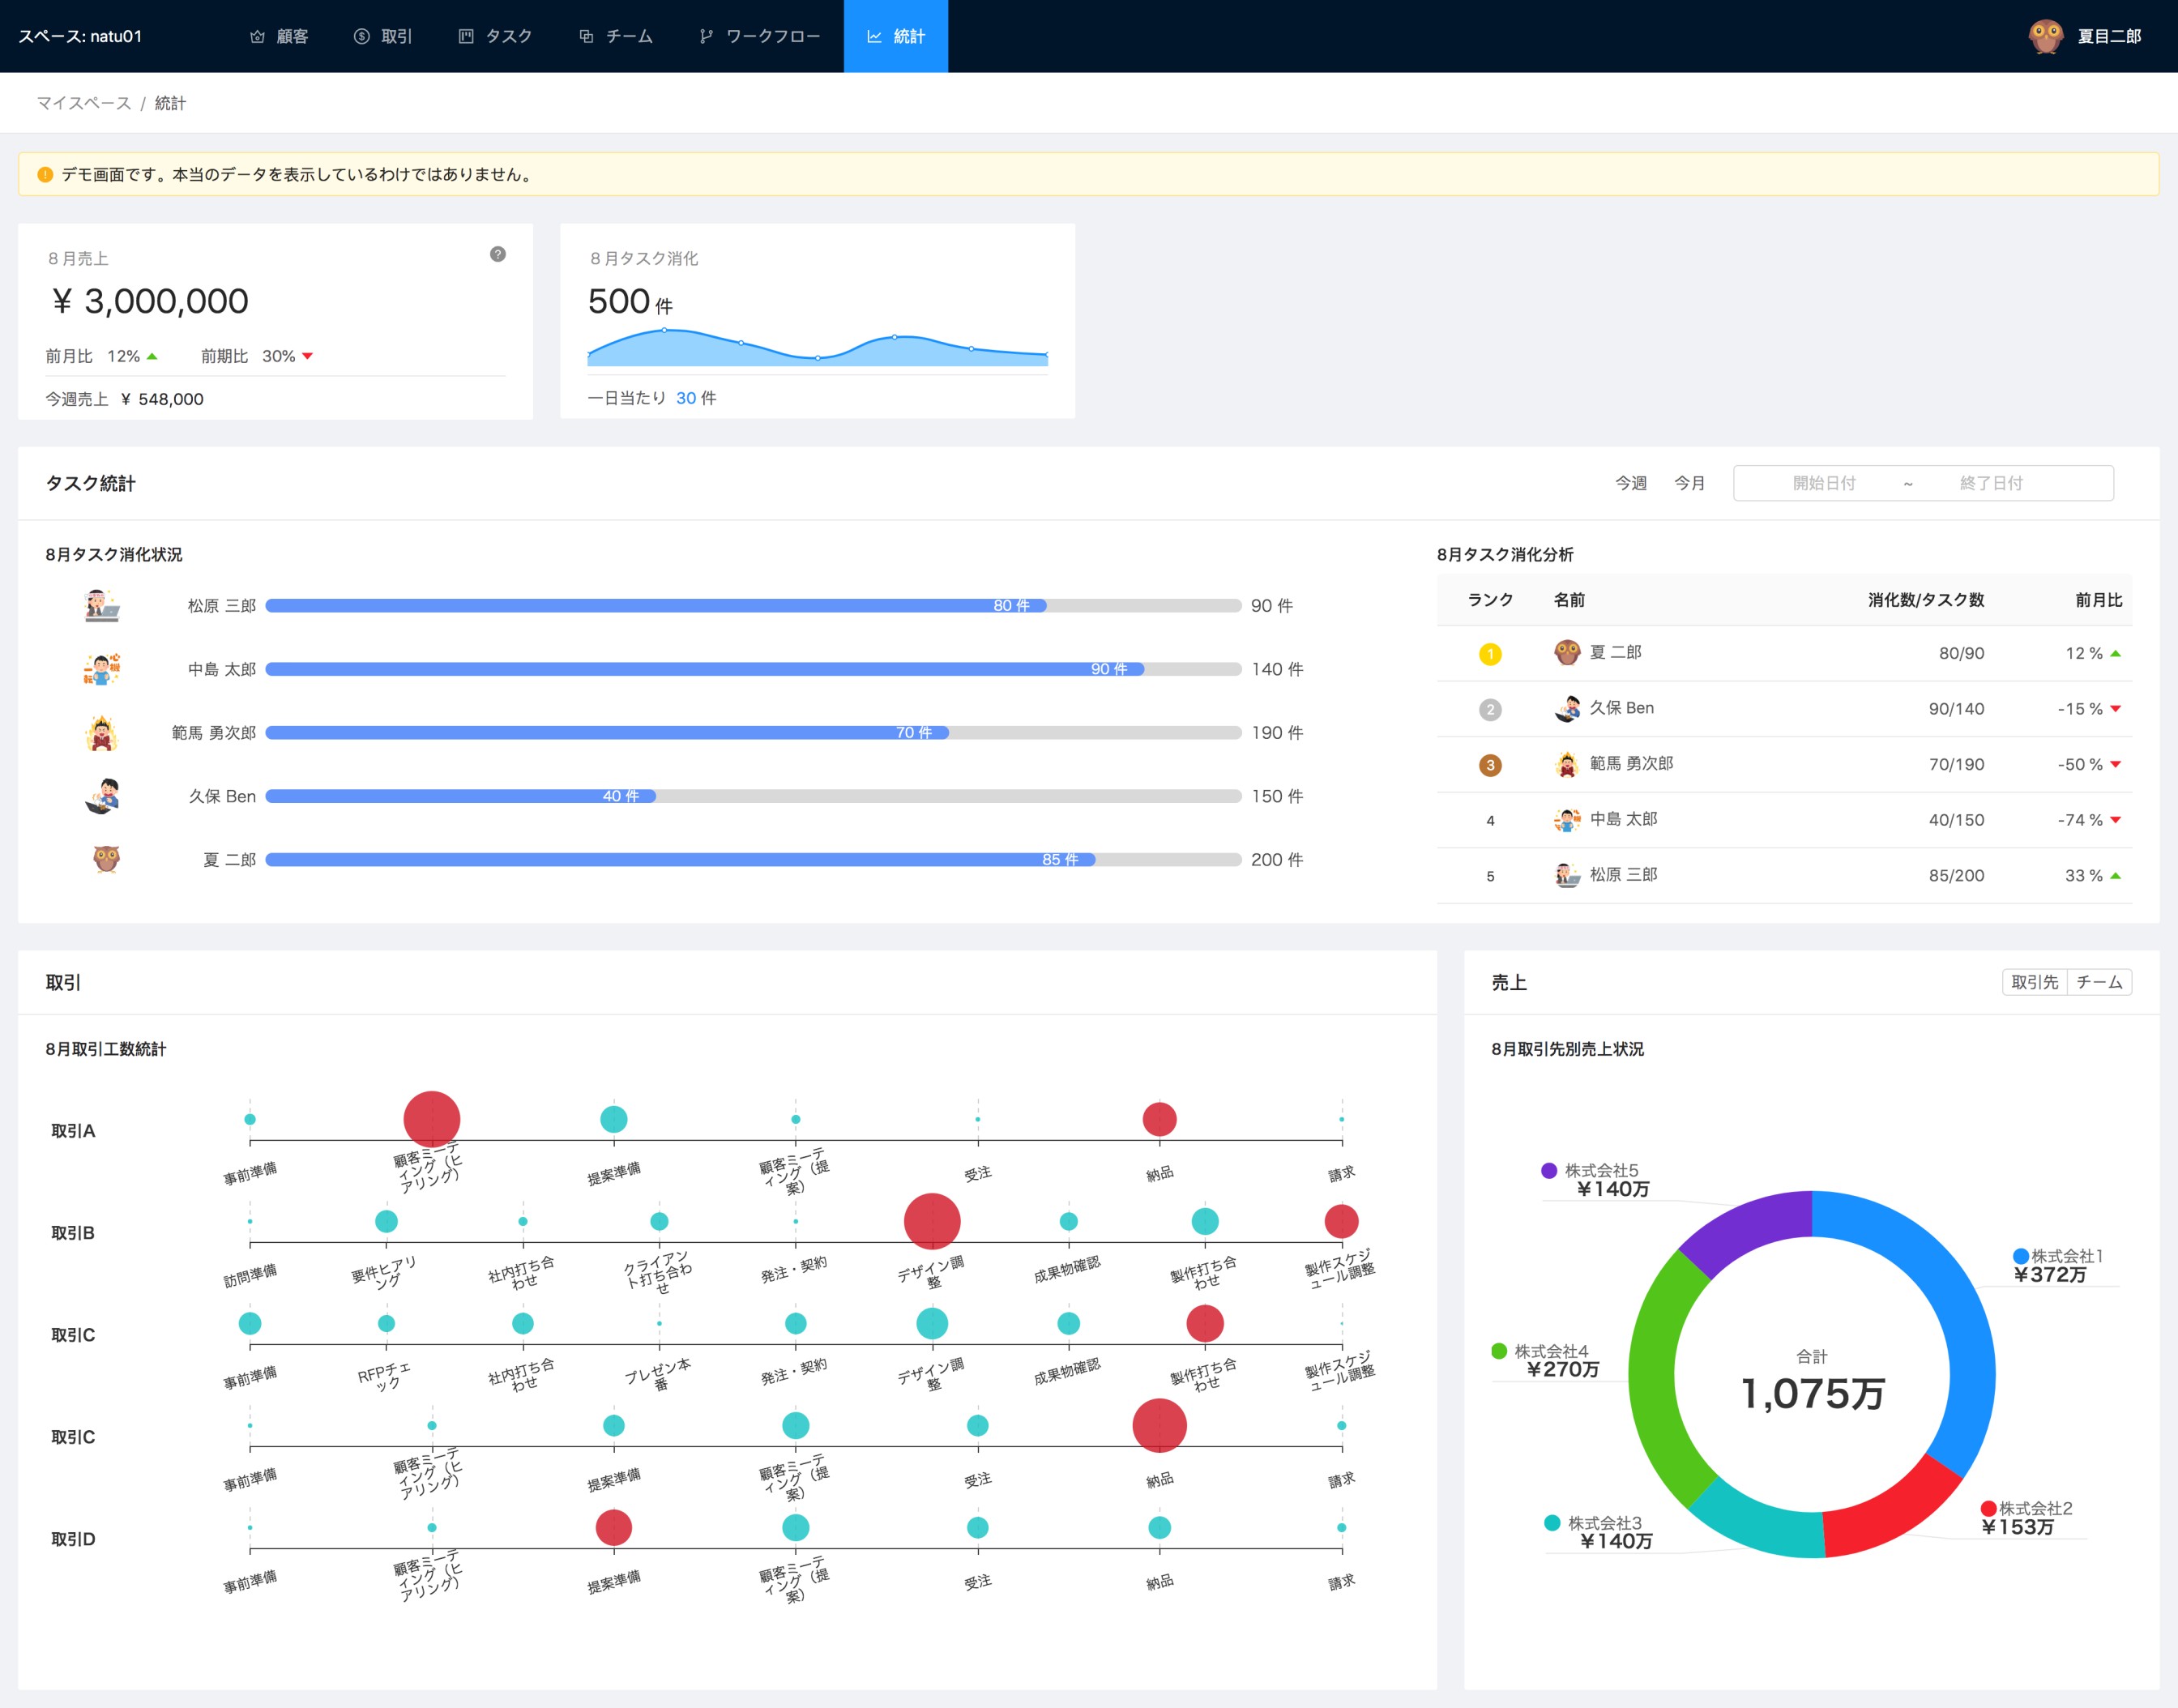 スペース: natu01
顧客
取引
タスク
チーム
ワークフロー
統計
夏目二郎
マイスペース / 統計
デモ画面です。本当のデータを表示しているわけではありません。
8月売上
¥ 3,000,000
前月比 12% 前期比 30%
今週売上 ¥ 548,000
8月タスク消化
500 件
一日当たり 30 件
タスク統計
今週 今月 開始日付 ~ 終了日付
8月タスク消化状況
松原 三郎 80 件 90 件
中島 太郎 90 件 140 件
範馬 勇次郎 70 件 190 件
久保 Ben 40 件 150 件
夏 二郎 85 件 200 件
8月タスク消化分析
ランク 名前 消化数/タスク数 前月比
1 夏 二郎 80/90 12 %
2 久保 Ben 90/140 -15 %
3 範馬 勇次郎 70/190 -50 %
4 中島 太郎 40/150 -74 %
5 松原 三郎 85/200 33 %
取引
8月取引工数統計
取引A
事前準備
顧客ミーテ
ィング（ヒ
アリング）
提案準備
顧客ミーテ
ィング（提
案）
受注
納品
請求
取引B
訪問準備
要件ヒアリ
ング
社内打ち合
わせ
クライアン
ト打ち合わ
せ
発注・契約
デザイン調
整
成果物確認
製作打ち合
わせ
製作スケジ
ュール調整
取引C
事前準備
RFPチェ
ック
社内打ち合
わせ
プレゼン本
番
発注・契約
デザイン調
整
成果物確認
製作打ち合
わせ
製作スケジ
ュール調整
取引C
事前準備
顧客ミーテ
ィング（ヒ
アリング）
提案準備
顧客ミーテ
ィング（提
案）
受注
納品
請求
取引D
事前準備
顧客ミーテ
ィング（ヒ
アリング）
提案準備
顧客ミーテ
ィング（提
案）
受注
納品
請求
売上
取引先 チーム
8月取引先別売上状況
株式会社5
¥140万
株式会社1
¥372万
株式会社4
¥270万
合計
1,075万
株式会社3
¥140万
株式会社2
¥153万